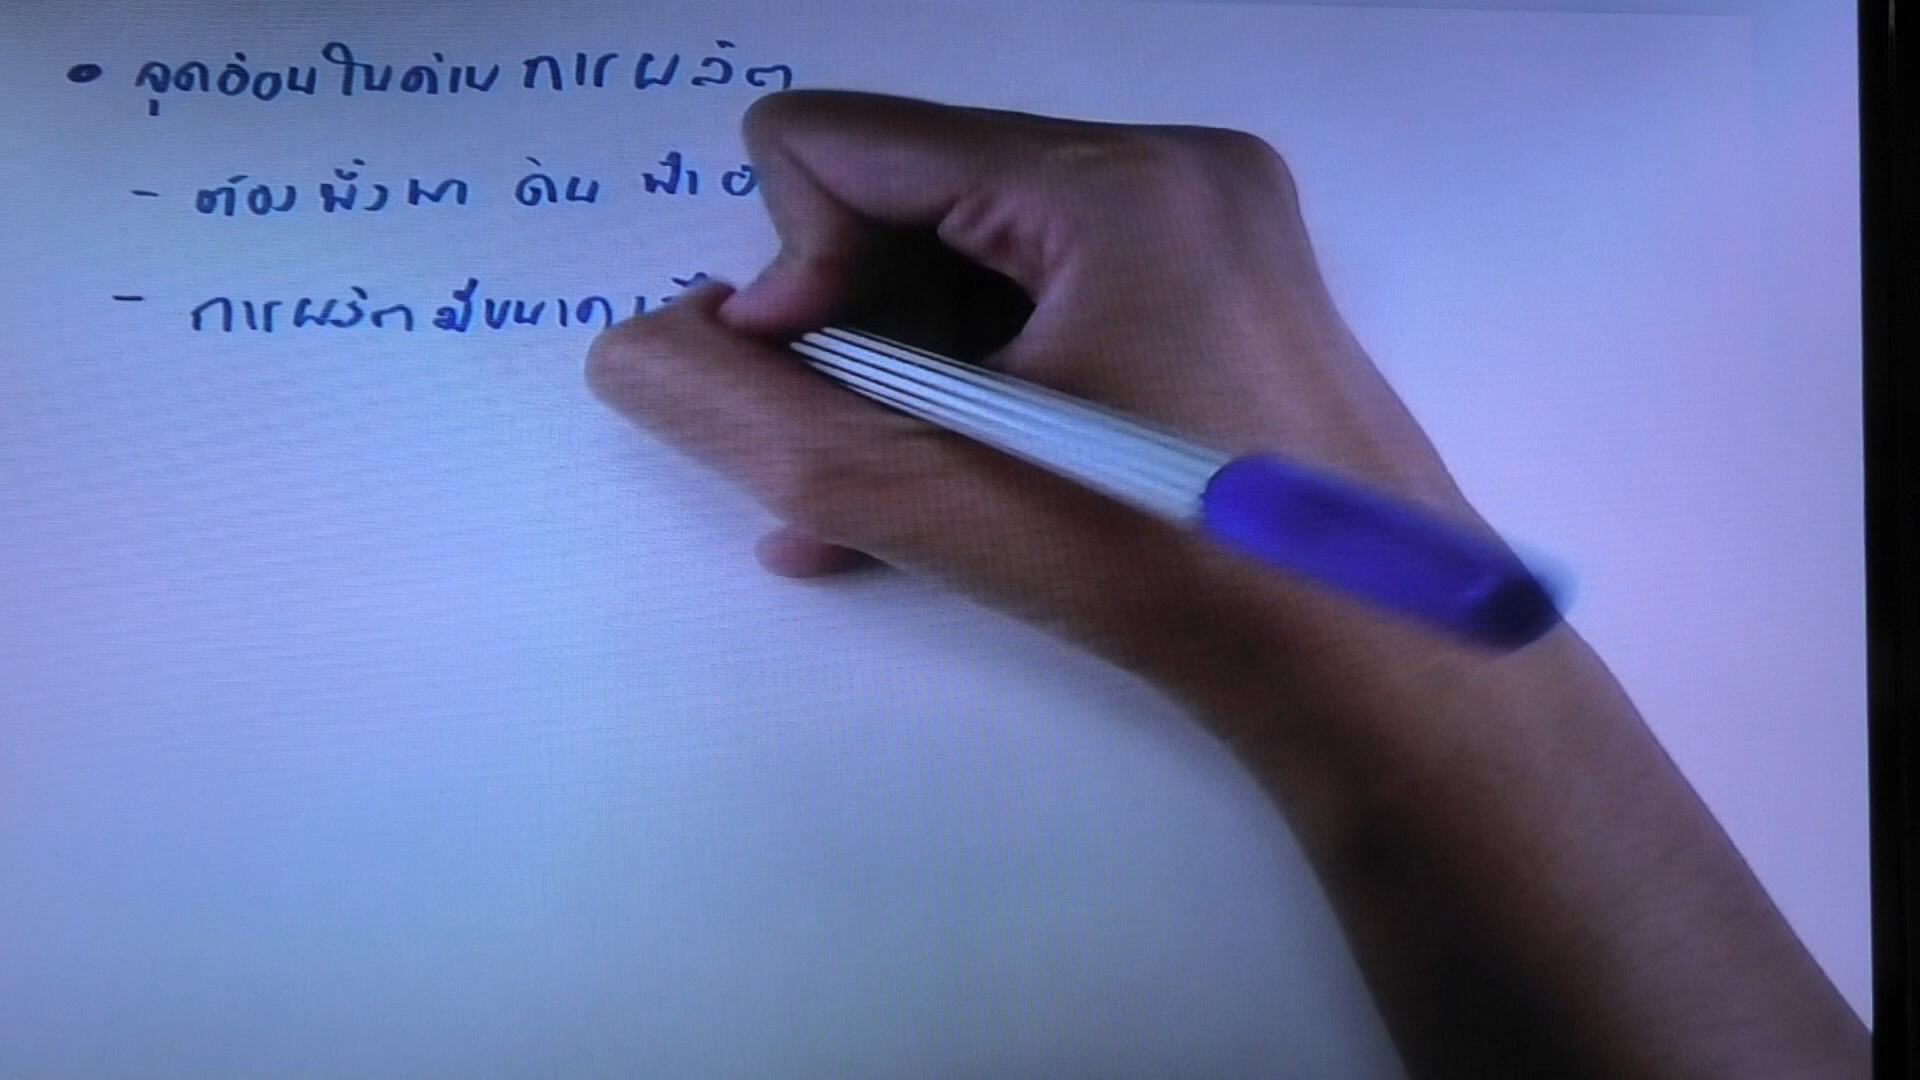 • จุดอ่อนในด้าน การผลิต
- ต้อง พึ่ง พา ดิน ฟ้า อ
- การผลิต มีขนาด